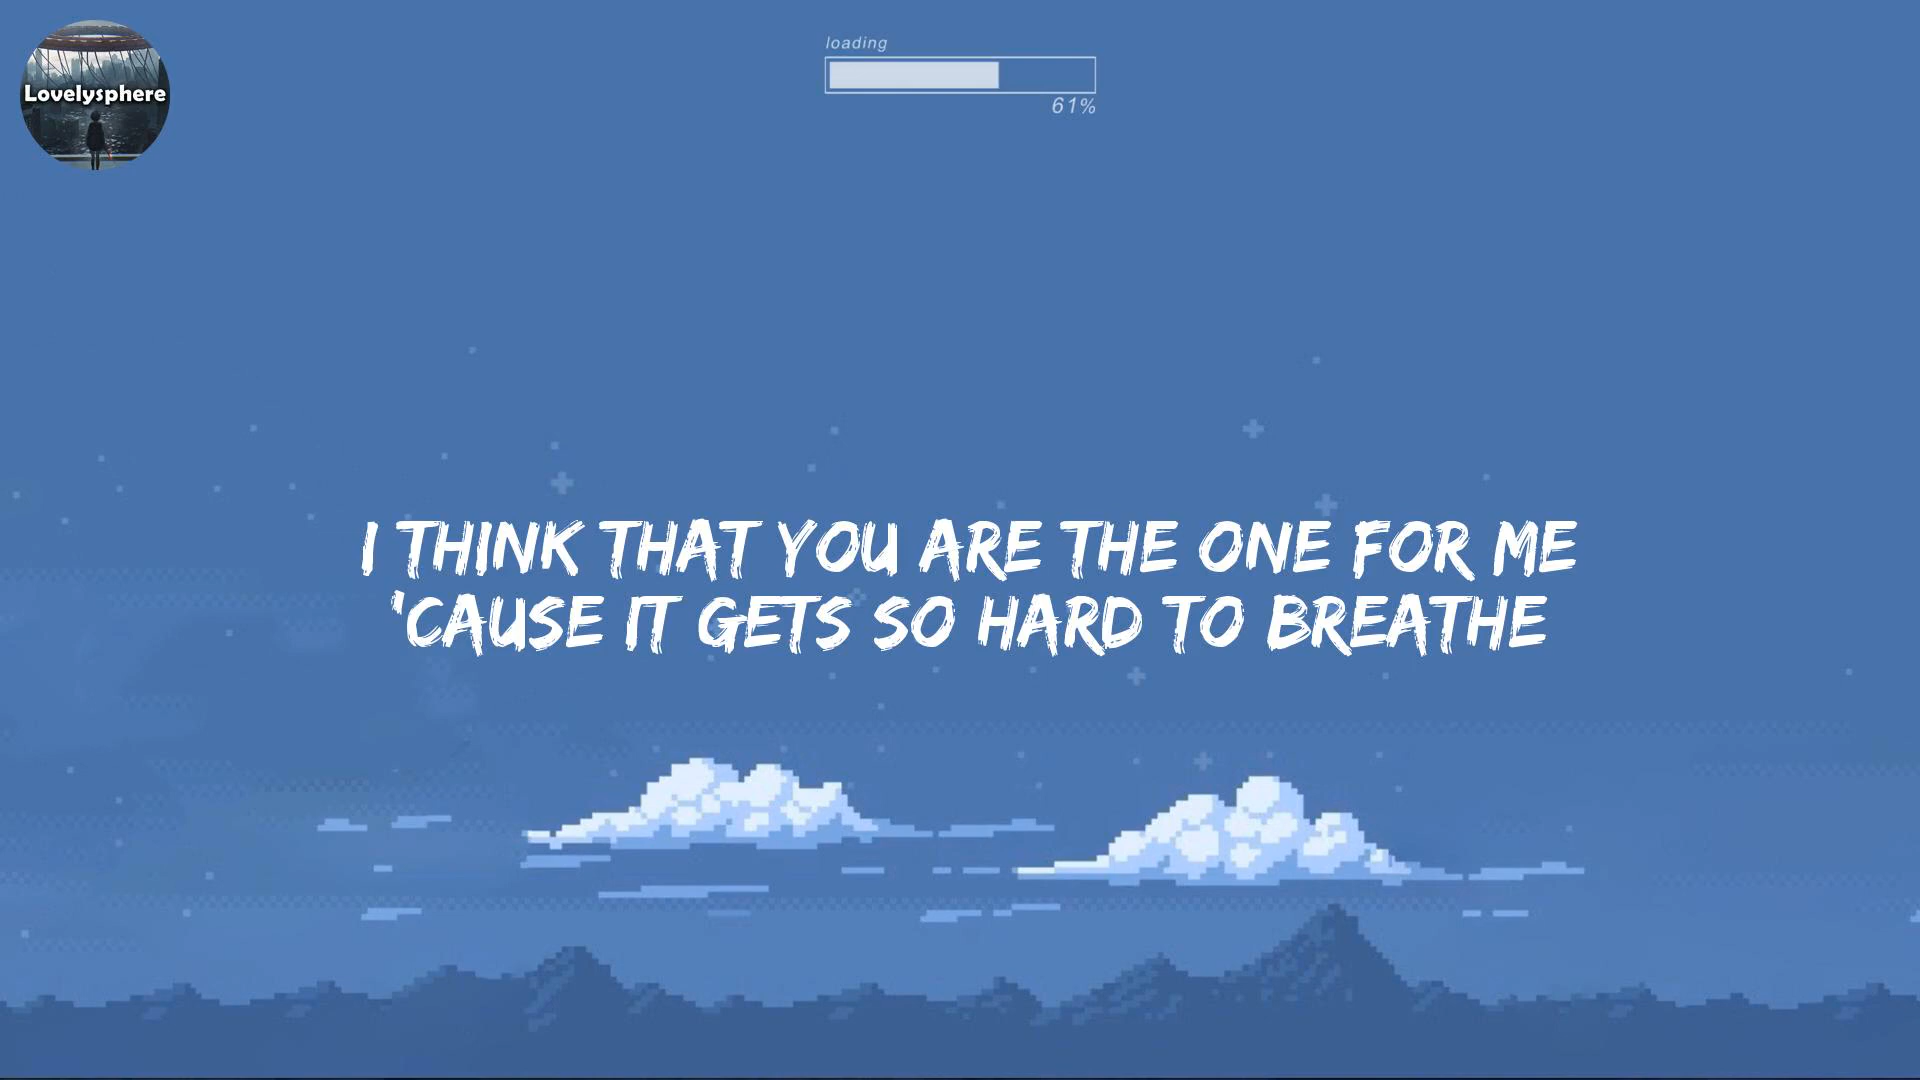 Lovelysphere
loading
61%
I THINK THAT YOU ARE THE ONE FOR ME
'CAUSE IT GETS SO HARD TO BREATHE